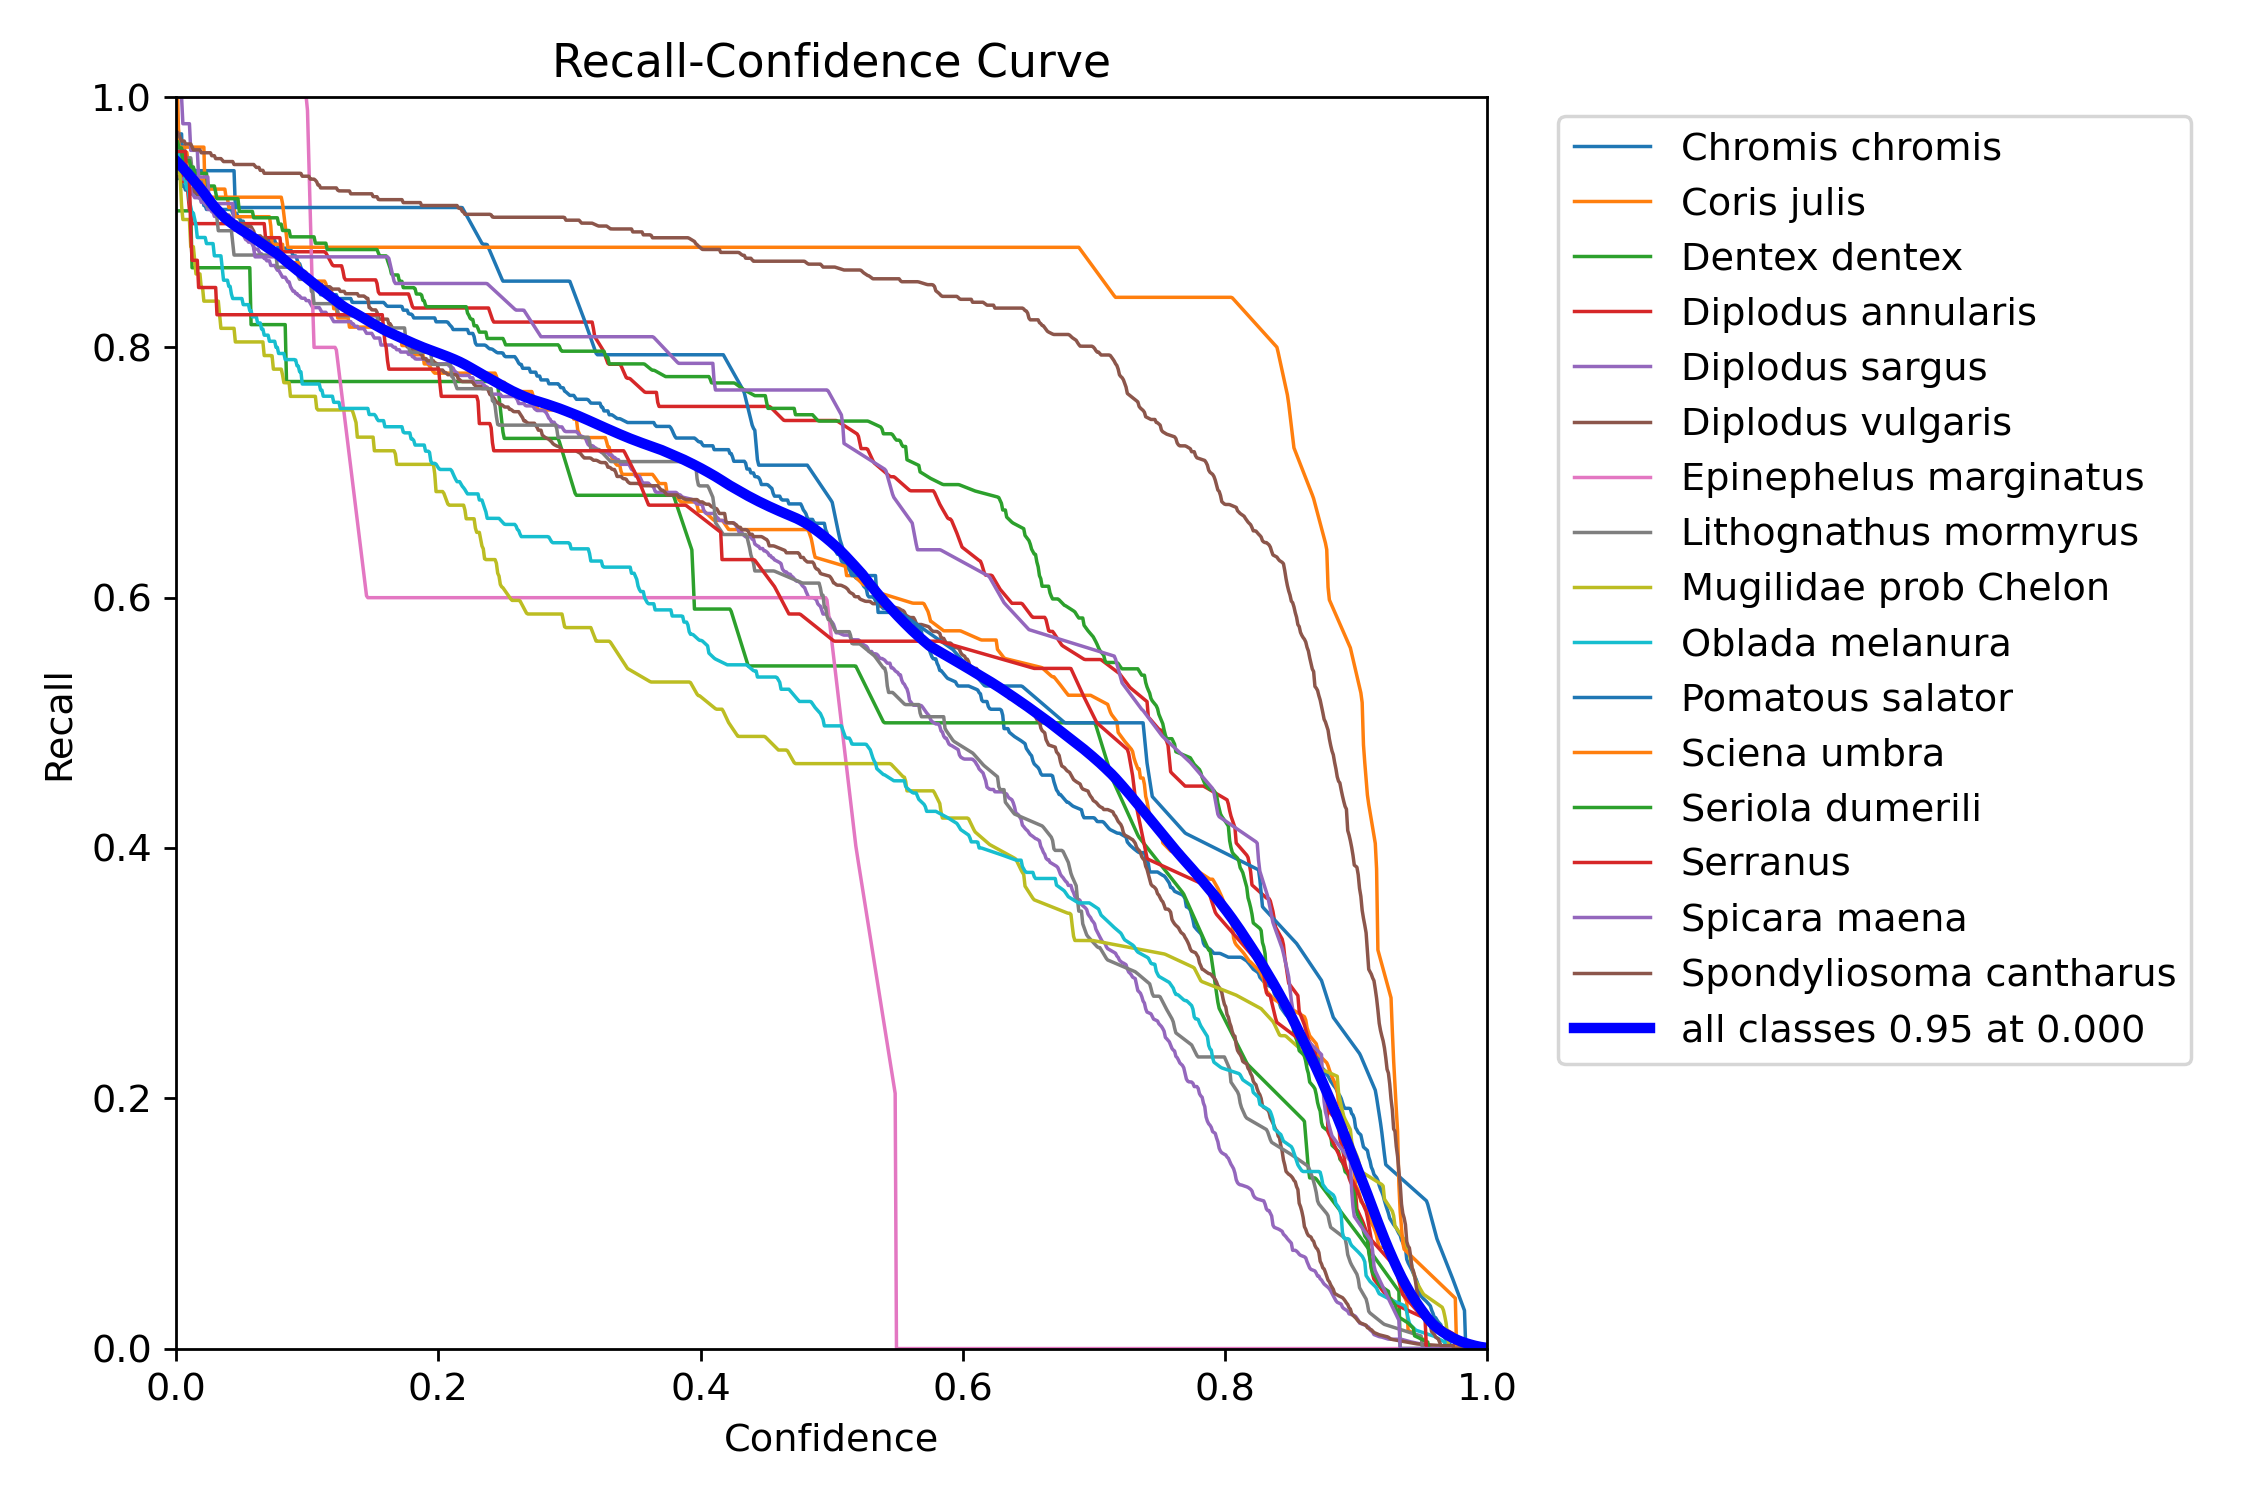 Recall-Confidence Curve
1.0
0.8
0.6
0.4
0.2
0.0
Recall
0.0 0.2 0.4 0.6 0.8 1.0
Confidence
Chromis chromis
Coris julis
Dentex dentex
Diplodus annularis
Diplodus sargus
Diplodus vulgaris
Epinephelus marginatus
Lithognathus mormyrus
Mugilidae prob Chelon
Oblada melanura
Pomatous salator
Sciena umbra
Seriola dumerili
Serranus
Spicara maena
Spondyliosoma cantharus
all classes 0.95 at 0.000